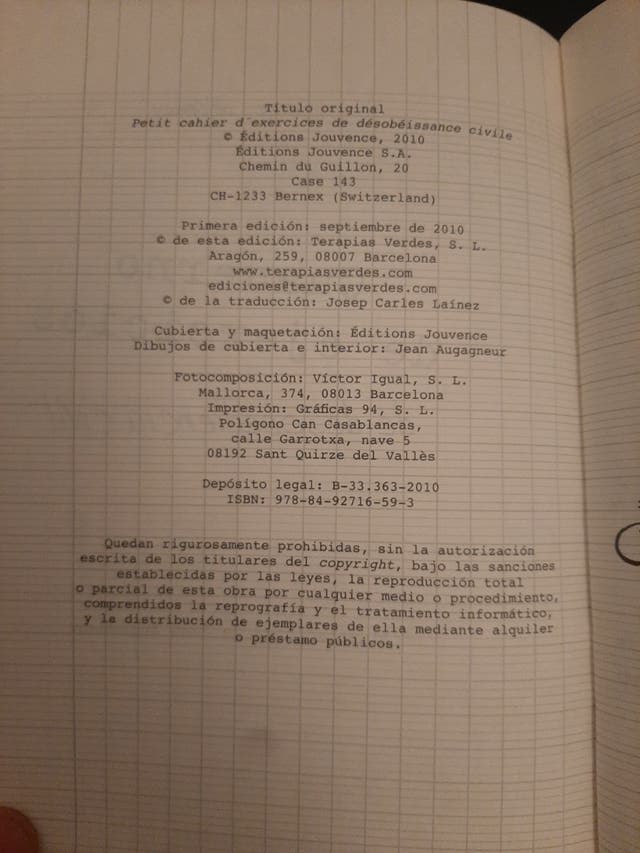 Título original
Petit cahier d´exercices de désobéissance civile
© Éditions Jouvence, 2010
Éditions Jouvence S.A.
Chemin du Guillon, 20
Case 143
CH-1233 Bernex (Switzerland)
Primera edición: septiembre de 2010
© de esta edición: Terapias Verdes, S. L.
Aragón, 259, 08007 Barcelona
www.terapiasverdes.com
ediciones@terapiasverdes.com
© de la traducción: Josep Carles Laínez
Cubierta y maquetación: Éditions Jouvence
Dibujos de cubierta e interior: Jean Augagneur
Fotocomposición: Víctor Igual, S. L.
Mallorca, 374, 08013 Barcelona
Impresión: Gráficas 94, S. L.
Polígono Can Casablancas,
calle Garrotxa, nave 5
08192 Sant Quirze del Vallès
Depósito legal: B-33.363-2010
ISBN: 978-84-92716-59-3
Quedan rigurosamente prohibidas, sin la autorización
escrita de los titulares del copyright, bajo las sanciones
establecidas por las leyes, la reproducción total
o parcial de esta obra por cualquier medio o procedimiento,
comprendidos la reprografía y el tratamiento informático,
y la distribución de ejemplares de ella mediante alquiler
o préstamo públicos.